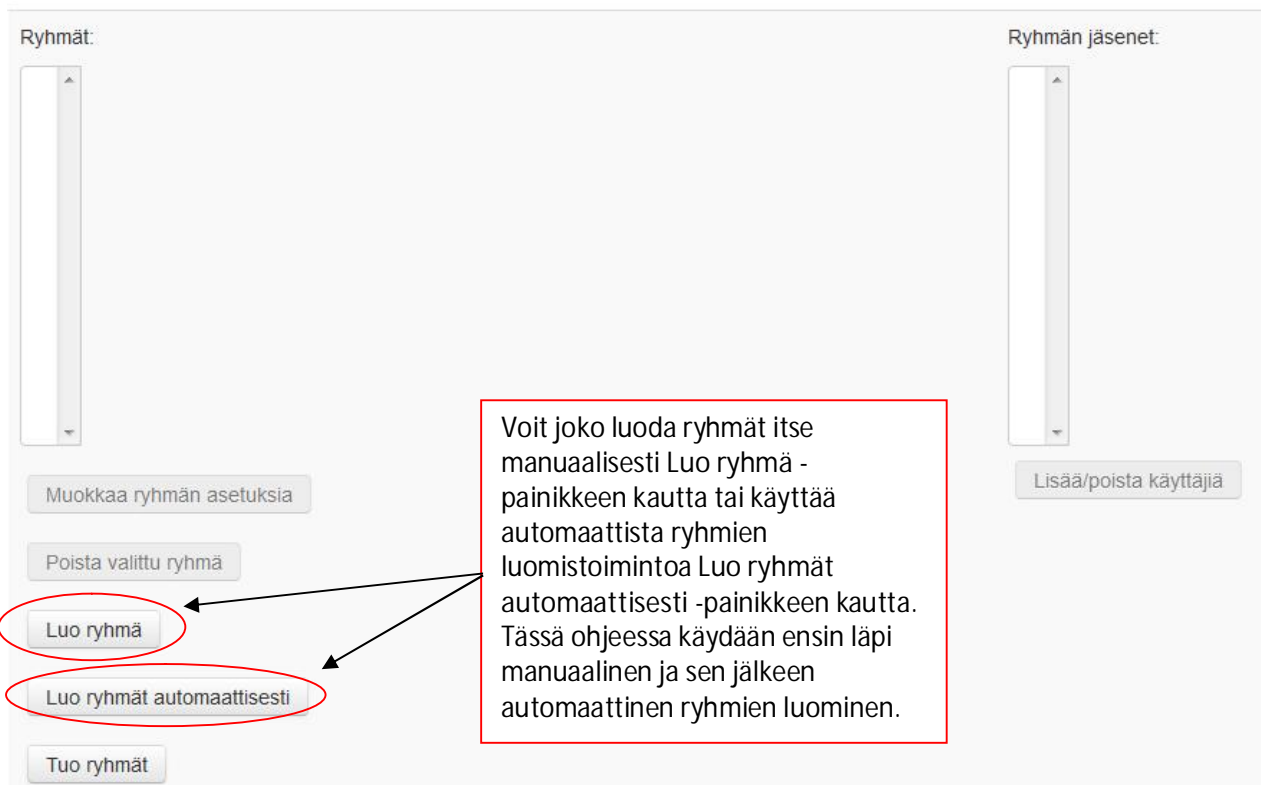 Ryhmät:
Ryhmän jäsenet:
Muokkaa ryhmän asetuksia
Lisää/poista käyttäjiä
Poista valittu ryhmä
Luo ryhmä
Luo ryhmät automaattisesti
Tuo ryhmät
Voit joko luoda ryhmät itse
manuaalisesti Luo ryhmä -
painikkeen kautta tai käyttää
automaattista ryhmien
luomistoimintoa Luo ryhmät
automaattisesti -painikkeen kautta.
Tässä ohjeessa käydään ensin läpi
manuaalinen ja sen jälkeen
automaattinen ryhmien luominen.